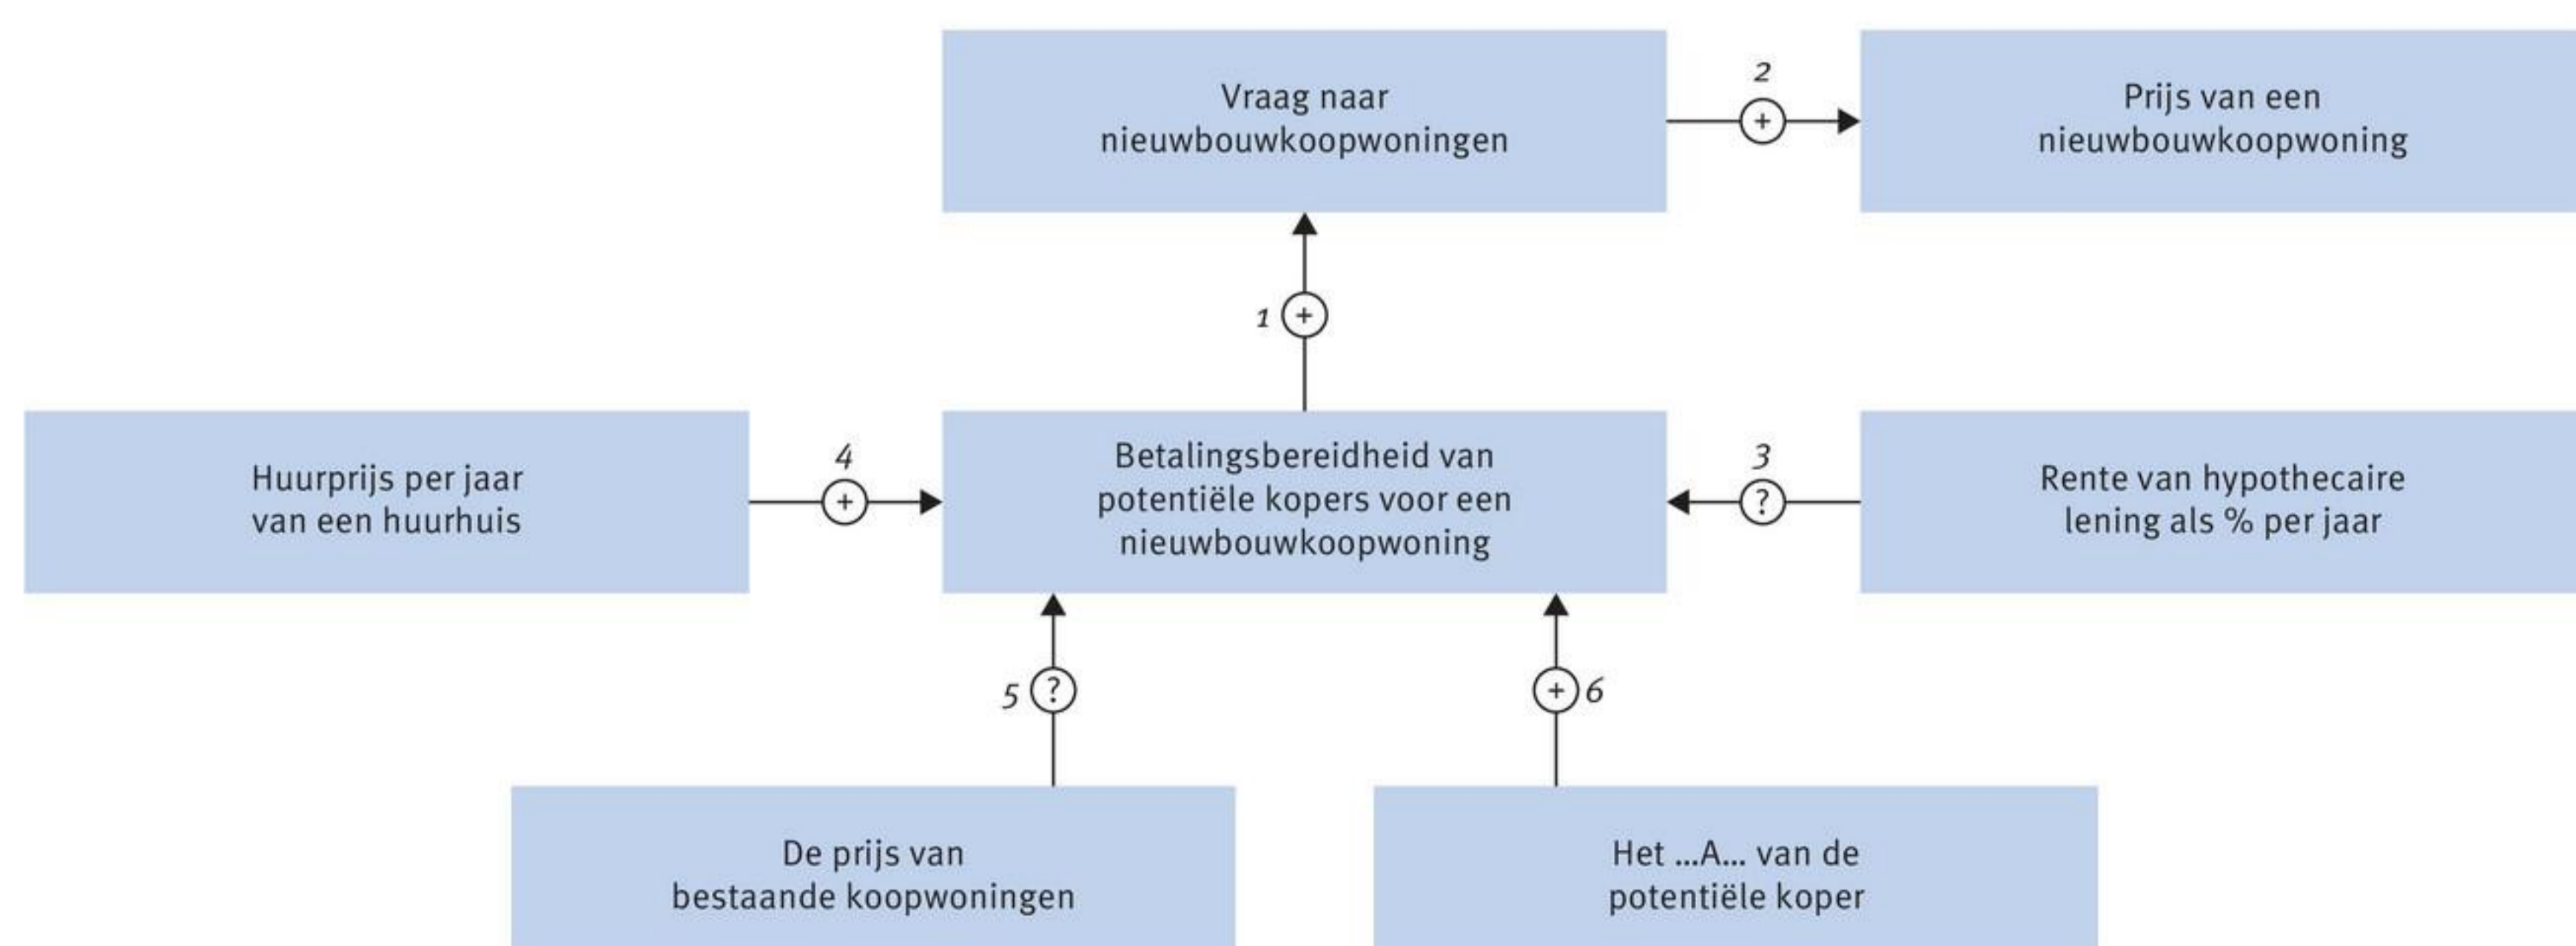 Vraag naar
nieuwbouwkoopwoningen
2
+
Prijs van een
nieuwbouwkoopwoning
1
+
Huurprijs per jaar
van een huurhuis
4
+
Betalingsbereidheid van
potentiële kopers voor een
nieuwbouwkoopwoning
3
?
Rente van hypothecaire
lening als % per jaar
5
?
+
6
De prijs van
bestaande koopwoningen
Het ...A... van de
potentiële koper